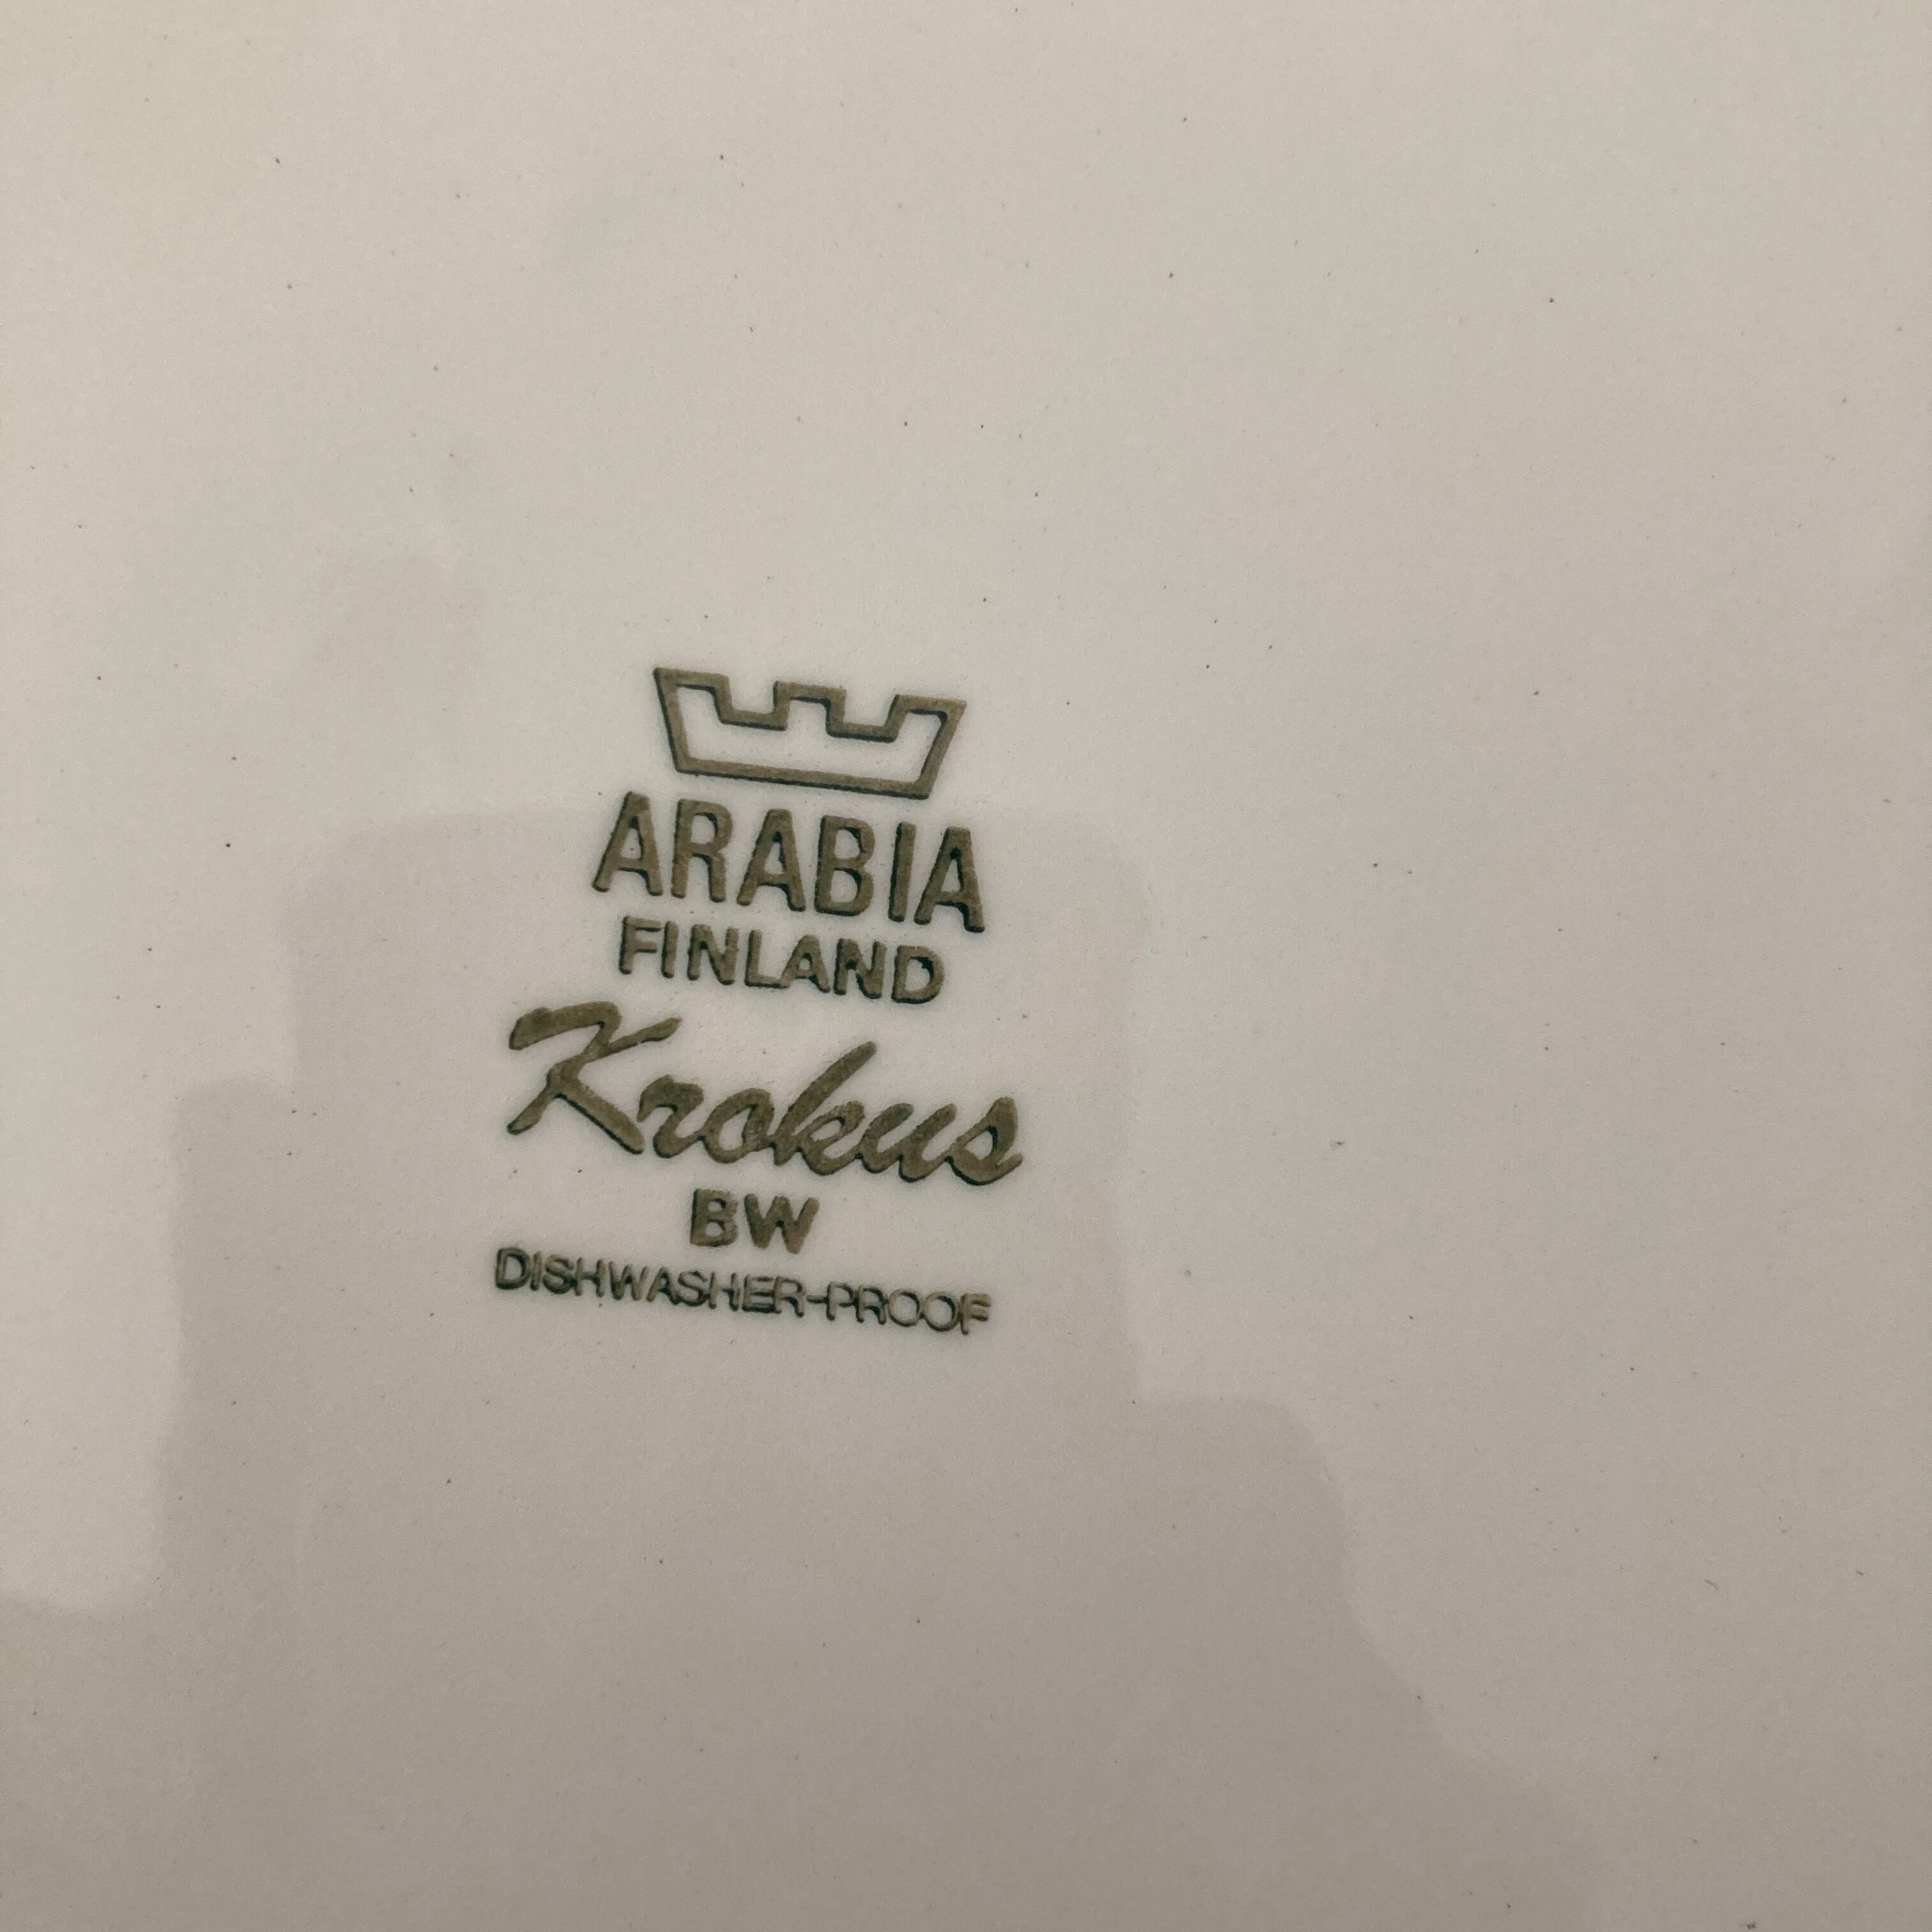 ARABIA
FINLAND
Krokus
BW
DISHWASHER-PROOF